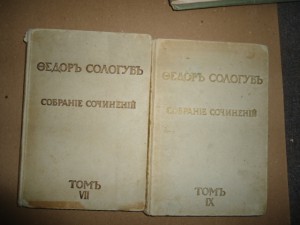 ѲЕДОРЪ СОЛОГУБЪ
СОБРАНІЕ СОЧИНЕНІЙ
ТОМЪ
VII
ѲЕДОРЪ СОЛОГУБЪ
СОБРАНІЕ СОЧИНЕНІЙ
ТОМЪ
IX